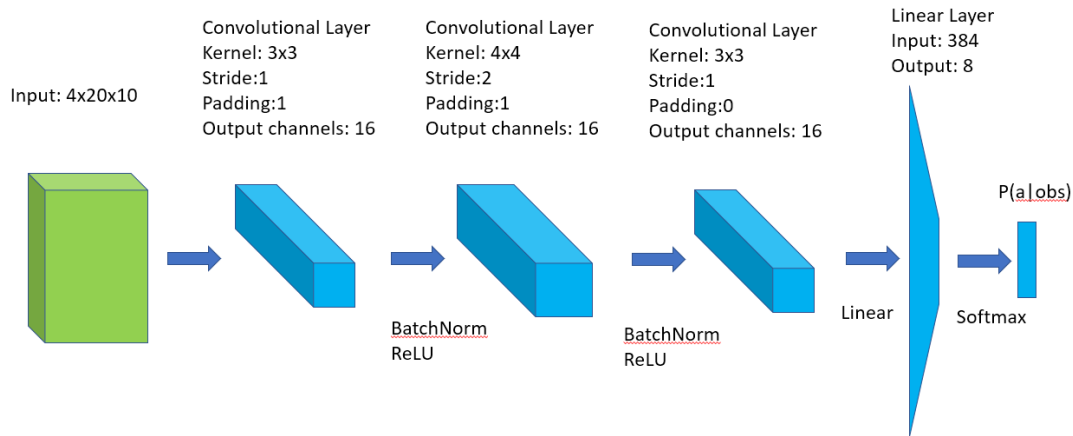 Input: 4x20x10
Convolutional Layer
Kernel: 3x3
Stride:1
Padding:1
Output channels: 16
Convolutional Layer
Kernel: 4x4
Stride:2
Padding:1
Output channels: 16
Convolutional Layer
Kernel: 3x3
Stride:1
Padding:0
Output channels: 16
Linear Layer
Input: 384
Output: 8
BatchNorm
ReLU
BatchNorm
ReLU
Linear
Softmax
P(a|obs)